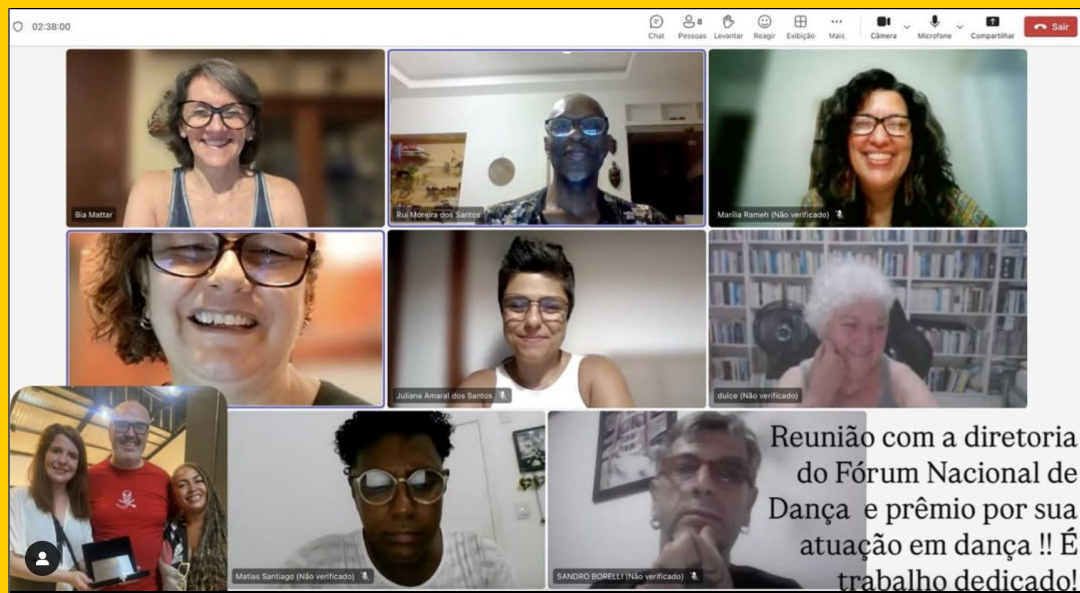 02:38:00
8
Chat
Pessoas
Levantar
Reagir
Exibição
Mais
Câmera
Microfone
Compartilhar
Sair
Bia Mattar
Rui Moreira dos Santos
Marília Rameh (Não verificado)
Juliana Amaral dos Santos
dulce (Não verificado)
Matias Santiago (Não verificado)
SANDRO BORELLI (Não verificado)
Reunião com a diretoria
do Fórum Nacional de
Dança e prêmio por sua
atuação em dança !! É
trabalho dedicado!